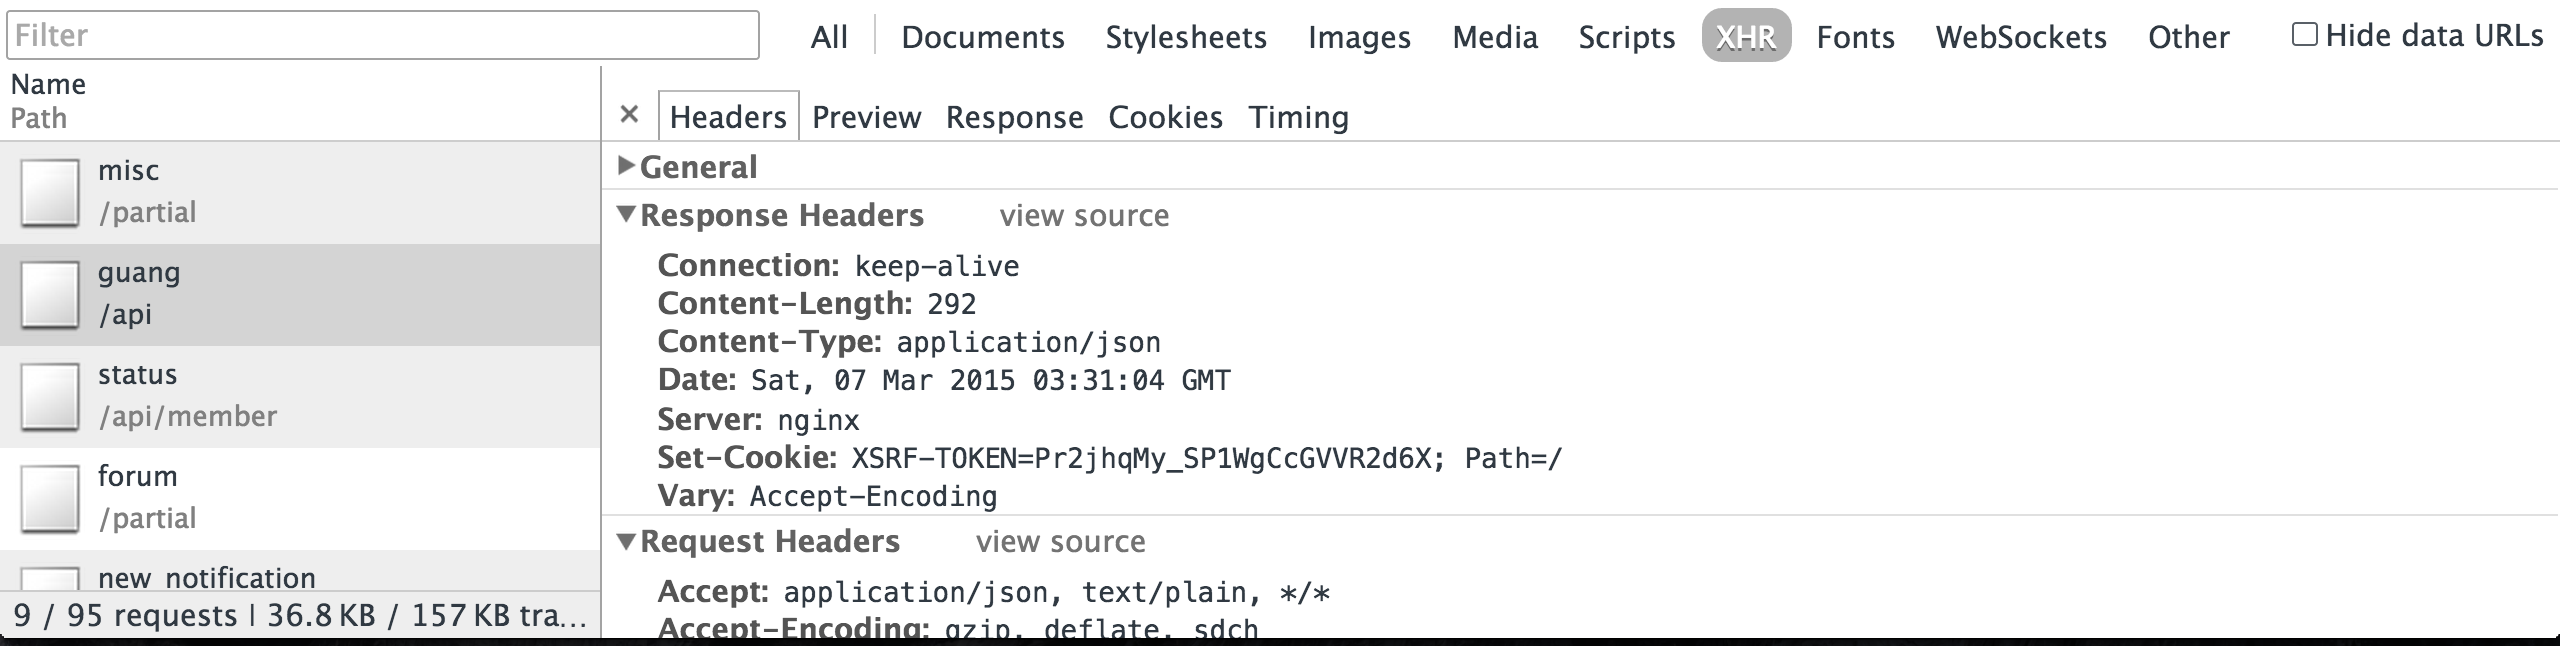 Filter All Documents Stylesheets Images Media Scripts XHR Fonts WebSockets Other Hide data URLs
Name
Path
misc
/partial
guang
/api
status
/api/member
forum
/partial
new_notification
9 / 95 requests | 36.8 KB / 157 KB tra...
× Headers Preview Response Cookies Timing
▶General
▼Response Headers view source
Connection: keep-alive
Content-Length: 292
Content-Type: application/json
Date: Sat, 07 Mar 2015 03:31:04 GMT
Server: nginx
Set-Cookie: XSRF-TOKEN=Pr2jhqMy_SP1WgCcGVVR2d6X; Path=/
Vary: Accept-Encoding
▼Request Headers view source
Accept: application/json, text/plain, */*
Accept-Encoding: gzip, deflate, sdch